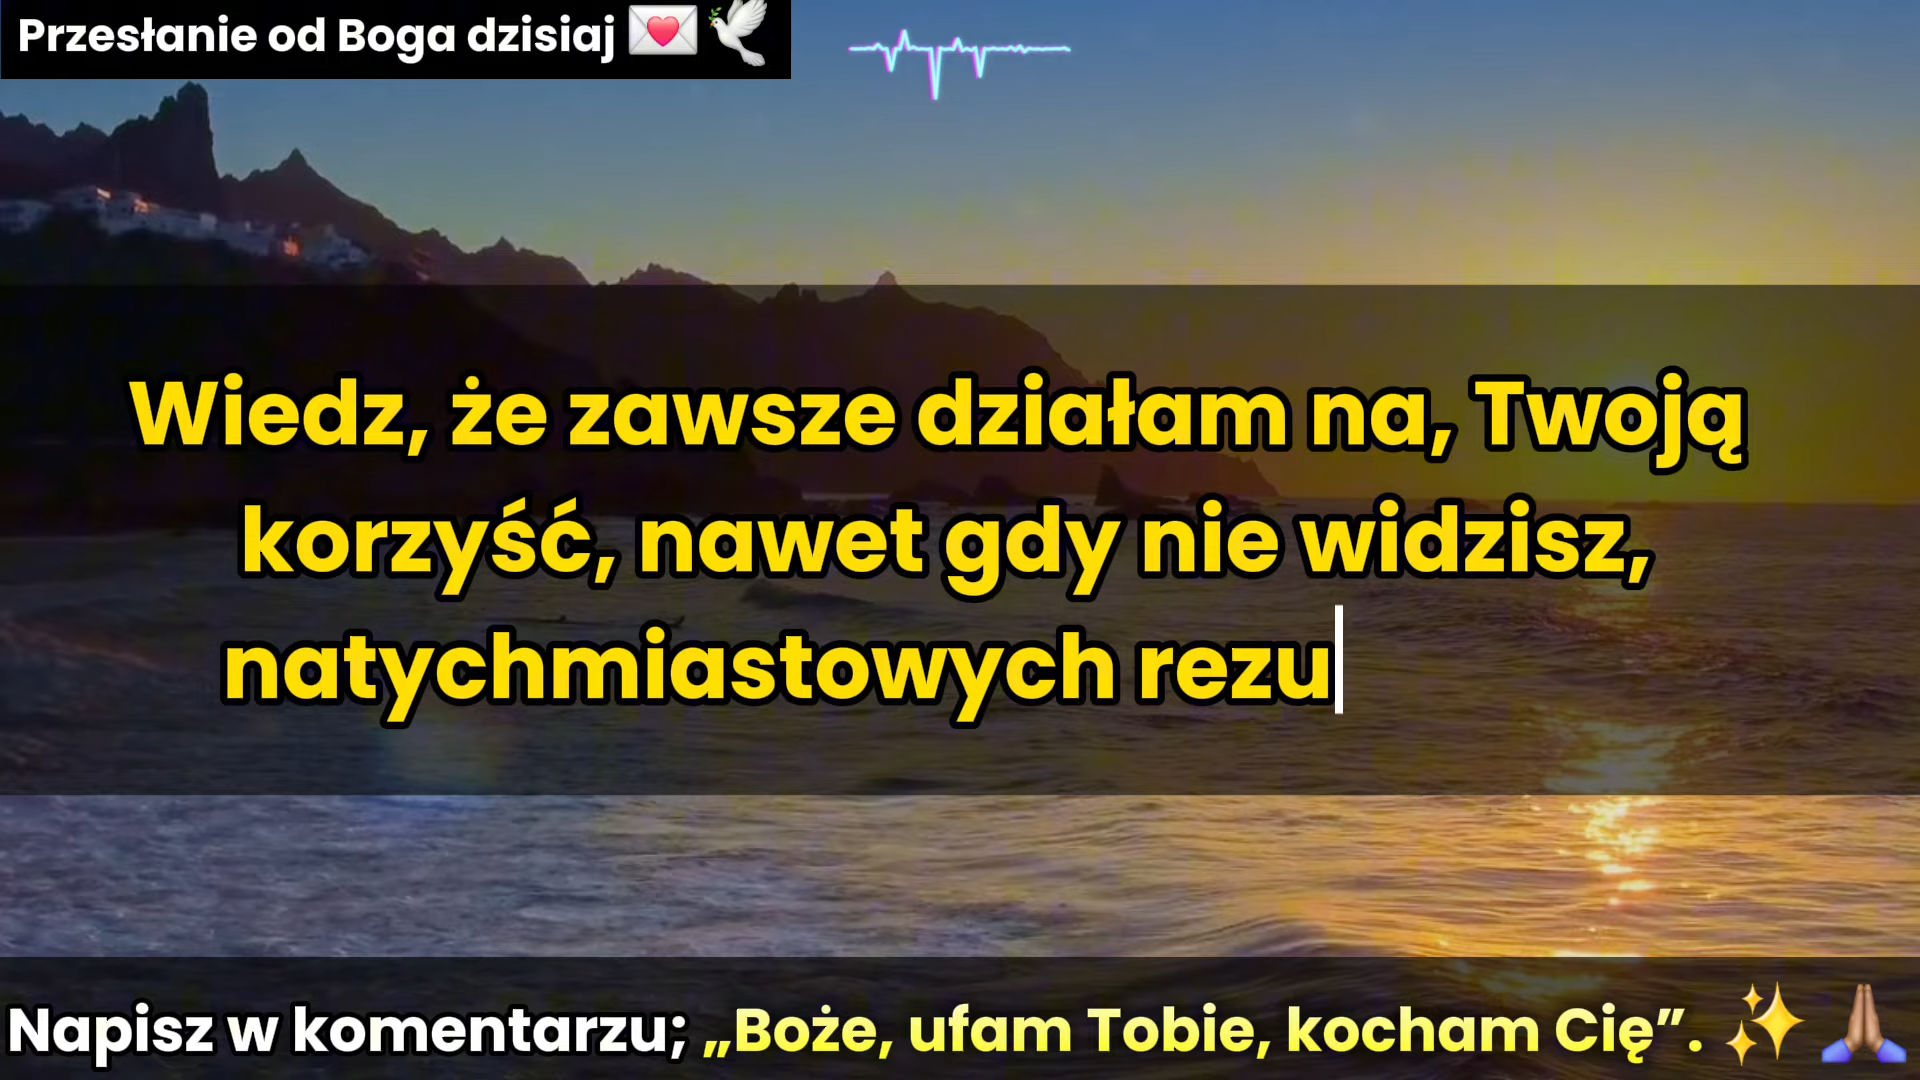 Przesłanie od Boga dzisiaj 💌🕊️
Wiedz, że zawsze działam na, Twoją
korzyść, nawet gdy nie widzisz,
natychmiastowych rezu
Napisz w komentarzu; „Boże, ufam Tobie, kocham Cię”. ✨🙏🏽